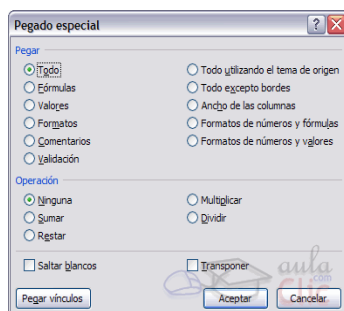 Pegado especial
Pegar
Todo
Todo utilizando el tema de origen
Fórmulas
Todo excepto bordes
Valores
Ancho de las columnas
Formatos
Formatos de números y fórmulas
Comentarios
Formatos de números y valores
Validación
Operación
Ninguna
Multiplicar
Sumar
Dividir
Restar
Saltar blancos
Transponer
aula
.com
Clic
Pegar vínculos
Aceptar
Cancelar